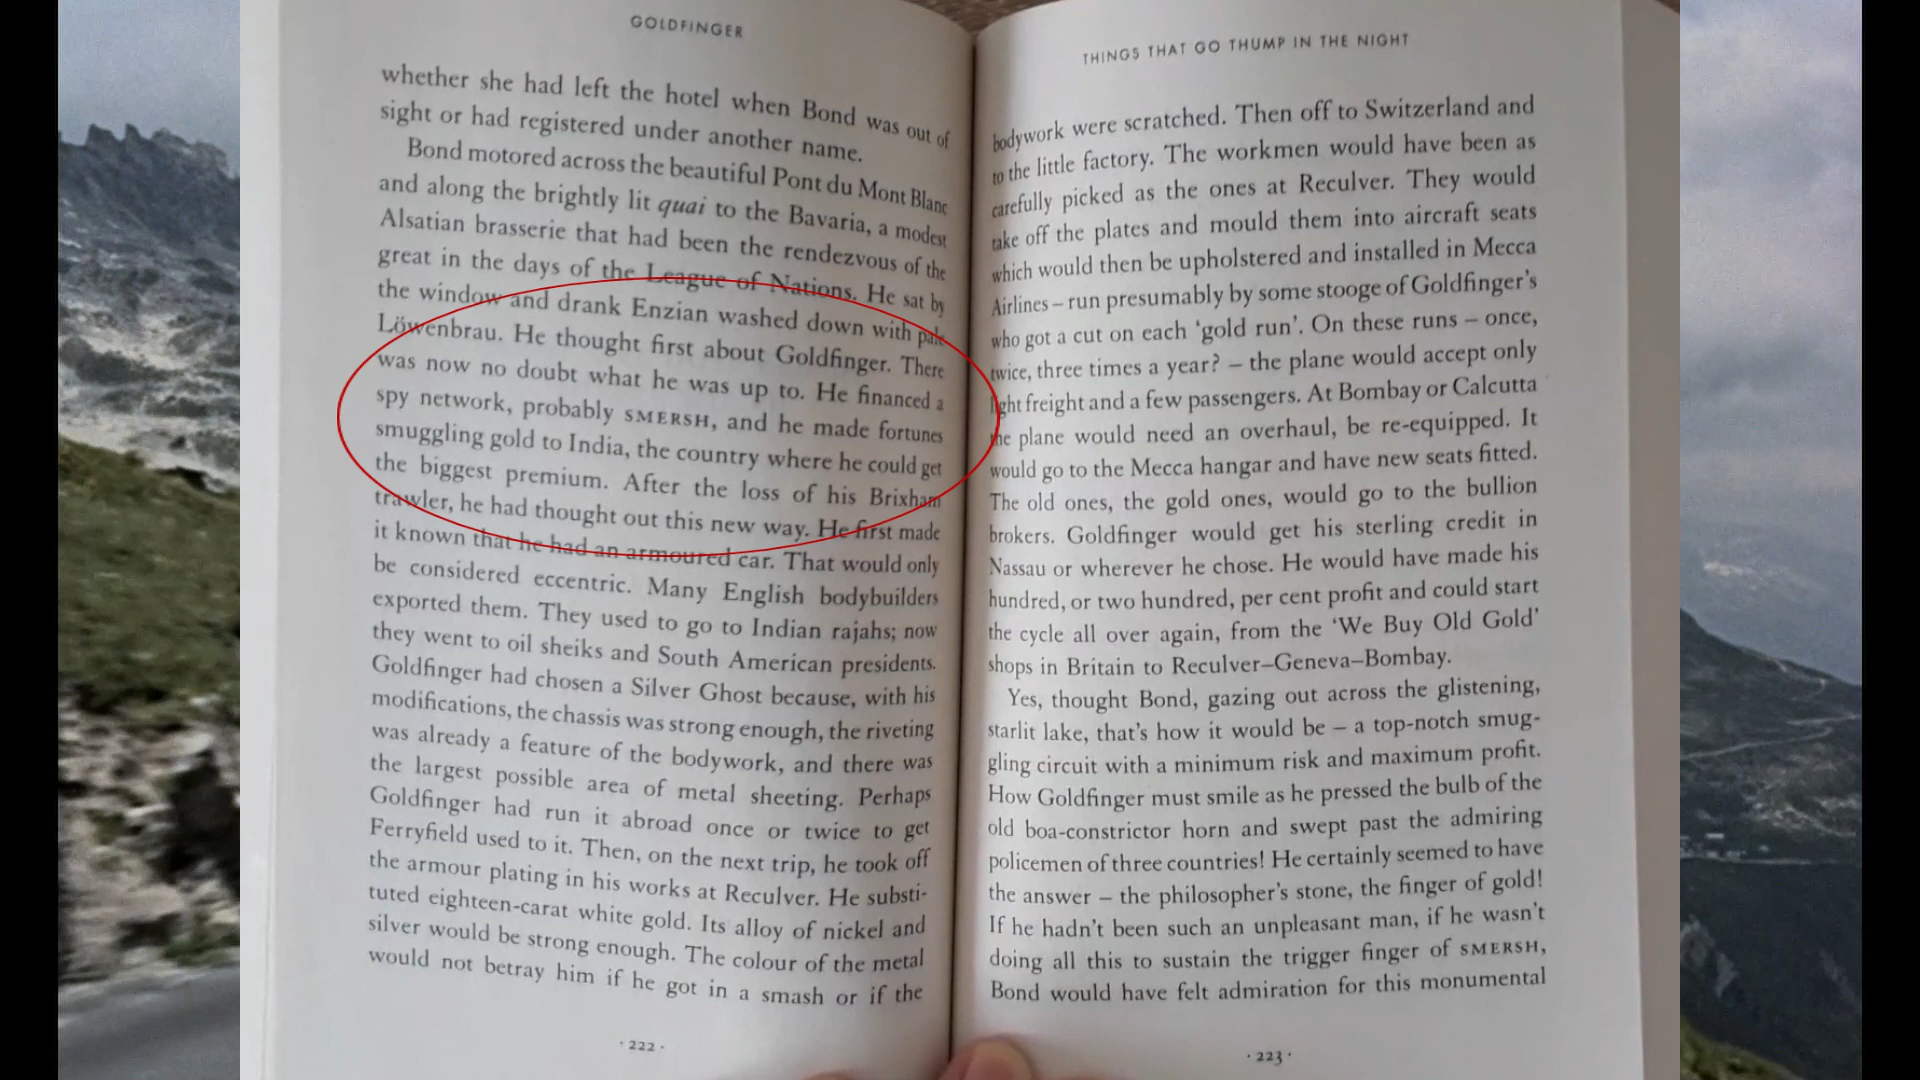 GOLDFINGER
whether she had left the hotel when Bond was out of
sight or had registered under another name.
Bond motored across the beautiful Pont du Mont Blanc
and along the brightly lit quai to the Bavaria, a modest
Alsatian brasserie that had been the rendezvous of the
great in the days of the League of Nations. He sat by
the window and drank Enzian washed down with pale
Löwenbrau. He thought first about Goldfinger. There
was now no doubt what he was up to. He financed a
spy network, probably SMERSH, and he made fortunes
smuggling gold to India, the country where he could get
the biggest premium. After the loss of his Brixham
trawler, he had thought out this new way. He first made
it known that he had an armoured car. That would only
be considered eccentric. Many English bodybuilders
exported them. They used to go to Indian rajahs; now
they went to oil sheiks and South American presidents.
Goldfinger had chosen a Silver Ghost because, with his
modifications, the chassis was strong enough, the riveting
was already a feature of the bodywork, and there was
the largest possible area of metal sheeting. Perhaps
Goldfinger had run it abroad once or twice to get
Ferryfield used to it. Then, on the next trip, he took off
the armour plating in his works at Reculver. He substi-
tuted eighteen-carat white gold. Its alloy of nickel and
silver would be strong enough. The colour of the metal
would not betray him if he got in a smash or if the
· 222 ·
THINGS THAT GO THUMP IN THE NIGHT
bodywork were scratched. Then off to Switzerland and
to the little factory. The workmen would have been as
carefully picked as the ones at Reculver. They would
take off the plates and mould them into aircraft seats
which would then be upholstered and installed in Mecca
Airlines – run presumably by some stooge of Goldfinger's
who got a cut on each 'gold run'. On these runs – once,
twice, three times a year? – the plane would accept only
light freight and a few passengers. At Bombay or Calcutta
the plane would need an overhaul, be re-equipped. It
would go to the Mecca hangar and have new seats fitted.
The old ones, the gold ones, would go to the bullion
brokers. Goldfinger would get his sterling credit in
Nassau or wherever he chose. He would have made his
hundred, or two hundred, per cent profit and could start
the cycle all over again, from the 'We Buy Old Gold'
shops in Britain to Reculver–Geneva–Bombay.
Yes, thought Bond, gazing out across the glistening,
starlit lake, that's how it would be – a top-notch smug-
gling circuit with a minimum risk and maximum profit.
How Goldfinger must smile as he pressed the bulb of the
old boa-constrictor horn and swept past the admiring
policemen of three countries! He certainly seemed to have
the answer – the philosopher's stone, the finger of gold!
If he hadn't been such an unpleasant man, if he wasn't
doing all this to sustain the trigger finger of SMERSH,
Bond would have felt admiration for this monumental
· 223 ·